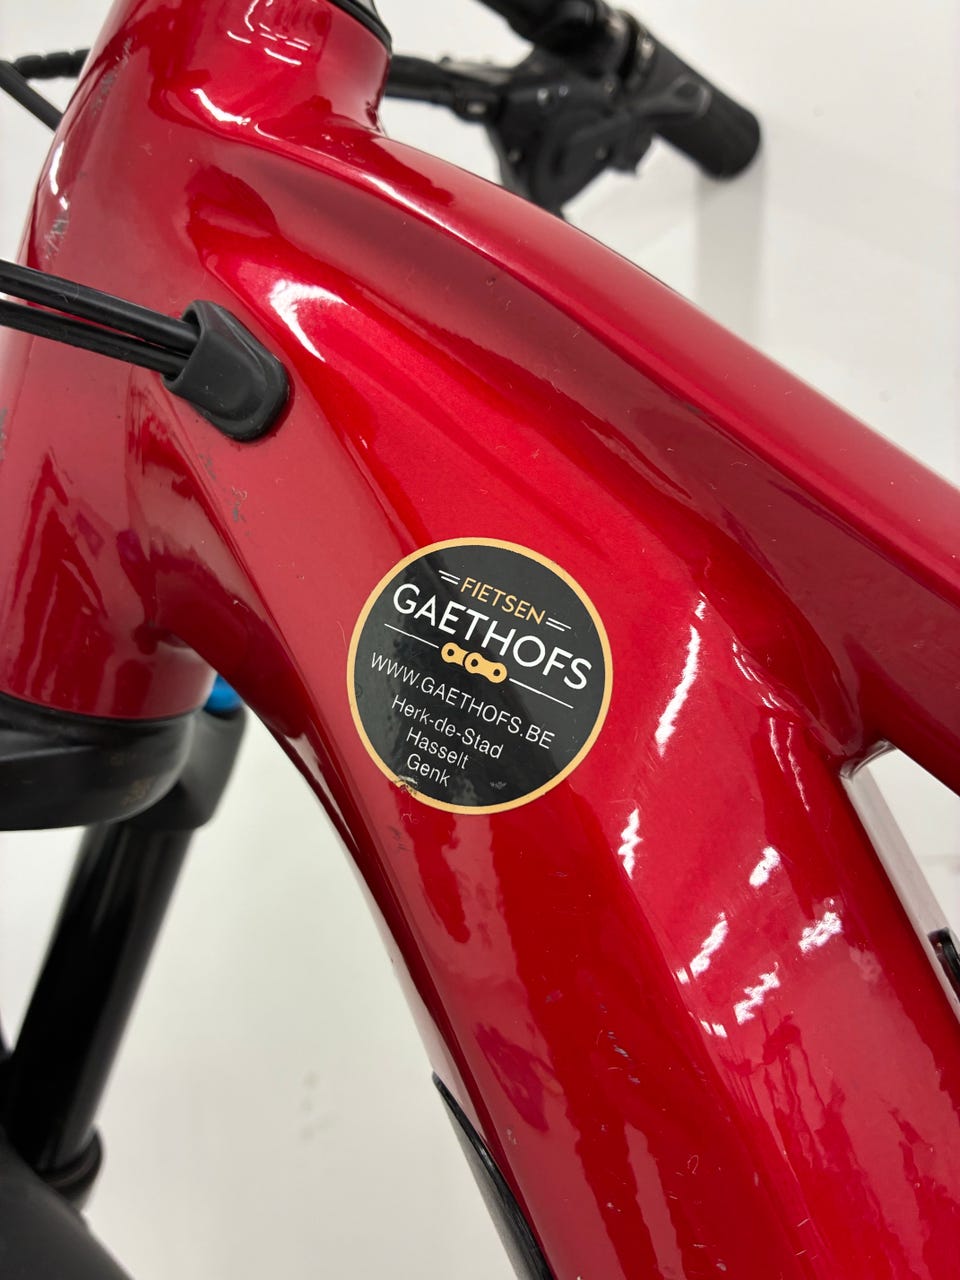 FIETSEN
GAETHOFS
WWW.GAETHOFS.BE
Herk-de-Stad
Hasselt
Genk